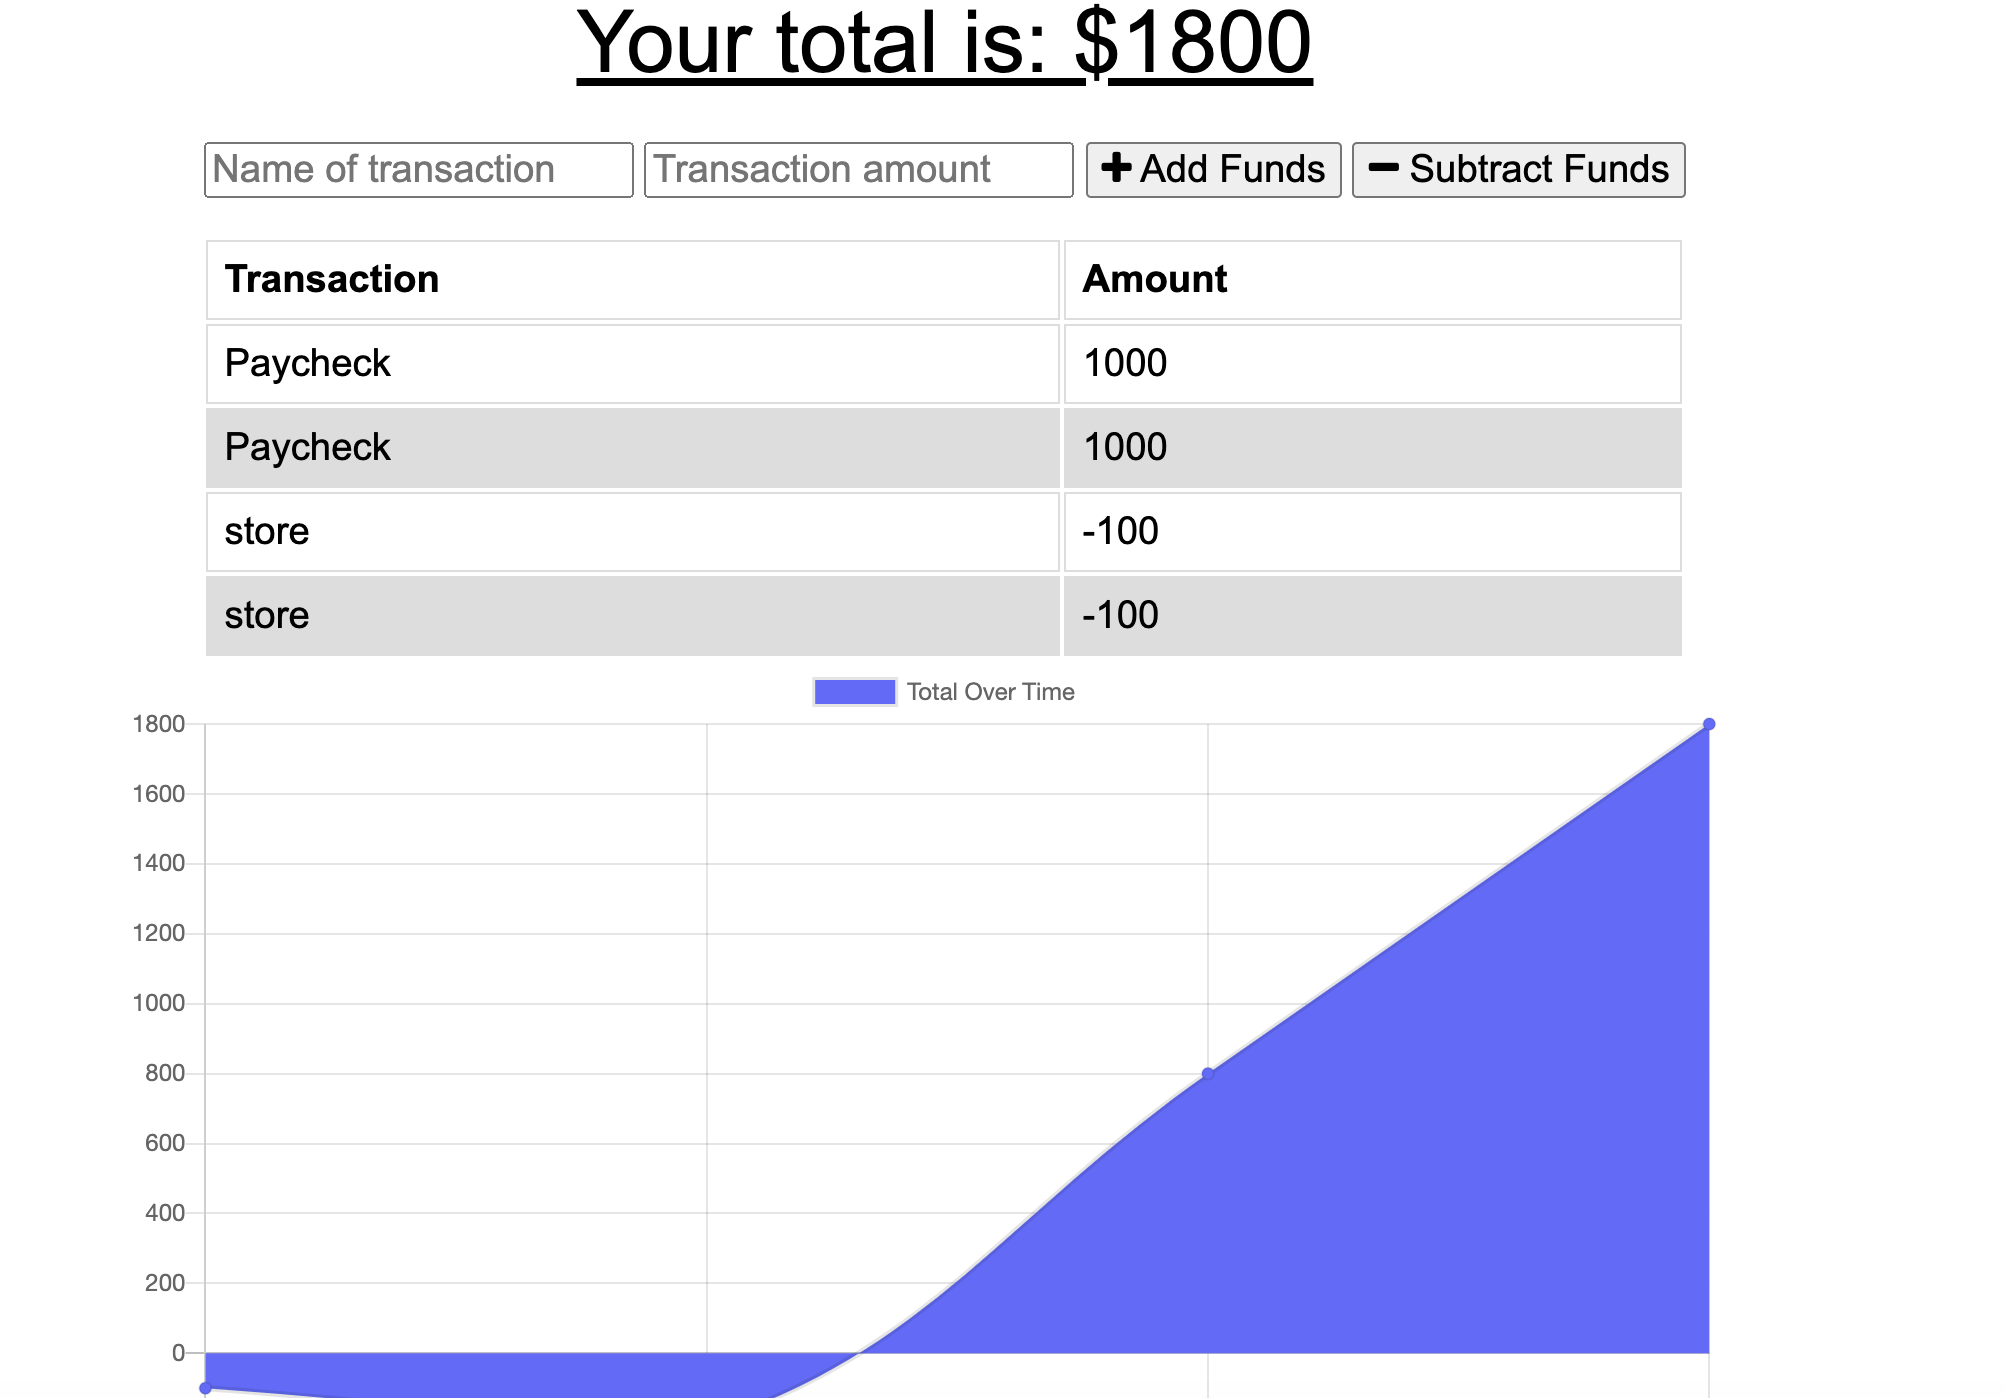 Your total is: $1800
Name of transaction Transaction amount Add Funds Subtract Funds
Transaction Amount
Paycheck 1000
Paycheck 1000
store -100
store -100
Total Over Time
1800
1600
1400
1200
1000
800
600
400
200
0